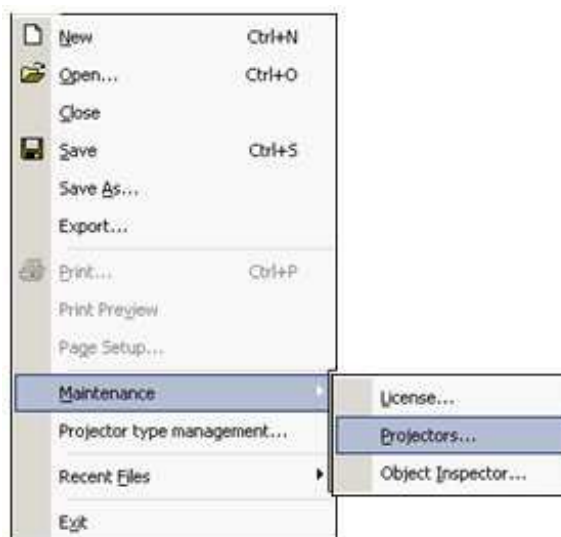 New Ctrl+N
Open... Ctrl+O
Close
Save Ctrl+S
Save As...
Export...
Print... Ctrl+P
Print Preview
Page Setup...
Maintenance
License...
Projectors...
Object Inspector...
Projector type management...
Recent Files
Exit